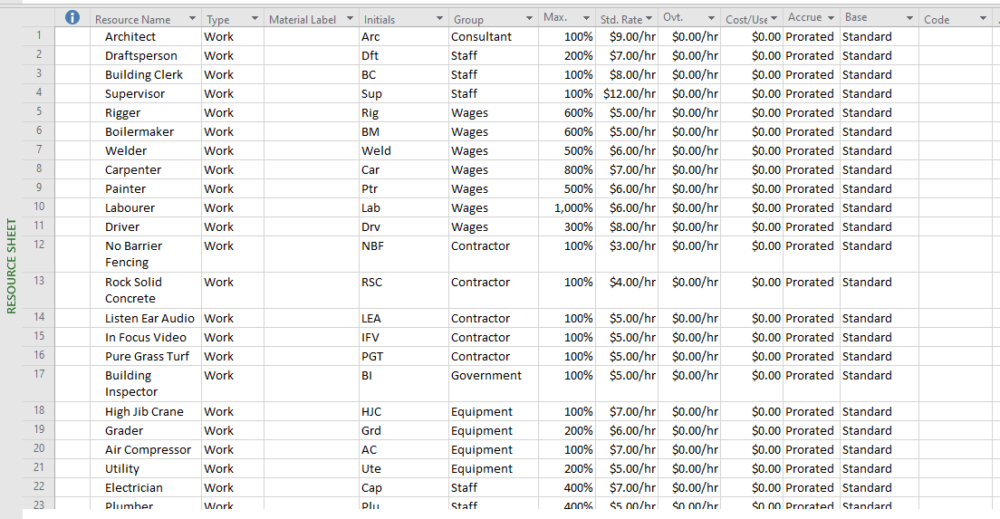 Resource Name Type Material Label Initials Group Max. Std. Rate Ovt. Cost/Use Accrue Base Code
1 Architect Work Arc Consultant 100% $9.00/hr $0.00/hr $0.00 Prorated Standard
2 Draftsperson Work Dft Staff 200% $7.00/hr $0.00/hr $0.00 Prorated Standard
3 Building Clerk Work BC Staff 100% $8.00/hr $0.00/hr $0.00 Prorated Standard
4 Supervisor Work Sup Staff 100% $12.00/hr $0.00/hr $0.00 Prorated Standard
5 Rigger Work Rig Wages 600% $5.00/hr $0.00/hr $0.00 Prorated Standard
6 Boilermaker Work BM Wages 600% $5.00/hr $0.00/hr $0.00 Prorated Standard
7 Welder Work Weld Wages 500% $6.00/hr $0.00/hr $0.00 Prorated Standard
8 Carpenter Work Car Wages 800% $7.00/hr $0.00/hr $0.00 Prorated Standard
9 Painter Work Ptr Wages 500% $6.00/hr $0.00/hr $0.00 Prorated Standard
10 Labourer Work Lab Wages 1,000% $6.00/hr $0.00/hr $0.00 Prorated Standard
11 Driver Work Drv Wages 300% $8.00/hr $0.00/hr $0.00 Prorated Standard
12 No Barrier Work NBF Contractor 100% $3.00/hr $0.00/hr $0.00 Prorated Standard
Fencing
13 Rock Solid Work RSC Contractor 100% $4.00/hr $0.00/hr $0.00 Prorated Standard
Concrete
14 Listen Ear Audio Work LEA Contractor 100% $5.00/hr $0.00/hr $0.00 Prorated Standard
15 In Focus Video Work IFV Contractor 100% $5.00/hr $0.00/hr $0.00 Prorated Standard
16 Pure Grass Turf Work PGT Contractor 100% $5.00/hr $0.00/hr $0.00 Prorated Standard
17 Building Work BI Government 100% $5.00/hr $0.00/hr $0.00 Prorated Standard
Inspector
18 High Jib Crane Work HJC Equipment 100% $7.00/hr $0.00/hr $0.00 Prorated Standard
19 Grader Work Grd Equipment 200% $6.00/hr $0.00/hr $0.00 Prorated Standard
20 Air Compressor Work AC Equipment 100% $7.00/hr $0.00/hr $0.00 Prorated Standard
21 Utility Work Ute Equipment 200% $5.00/hr $0.00/hr $0.00 Prorated Standard
22 Electrician Work Cap Staff 400% $7.00/hr $0.00/hr $0.00 Prorated Standard
23 Plumber Work Plu Staff 400% $5.00/hr $0.00/hr $0.00 Prorated Standard
RESOURCE SHEET